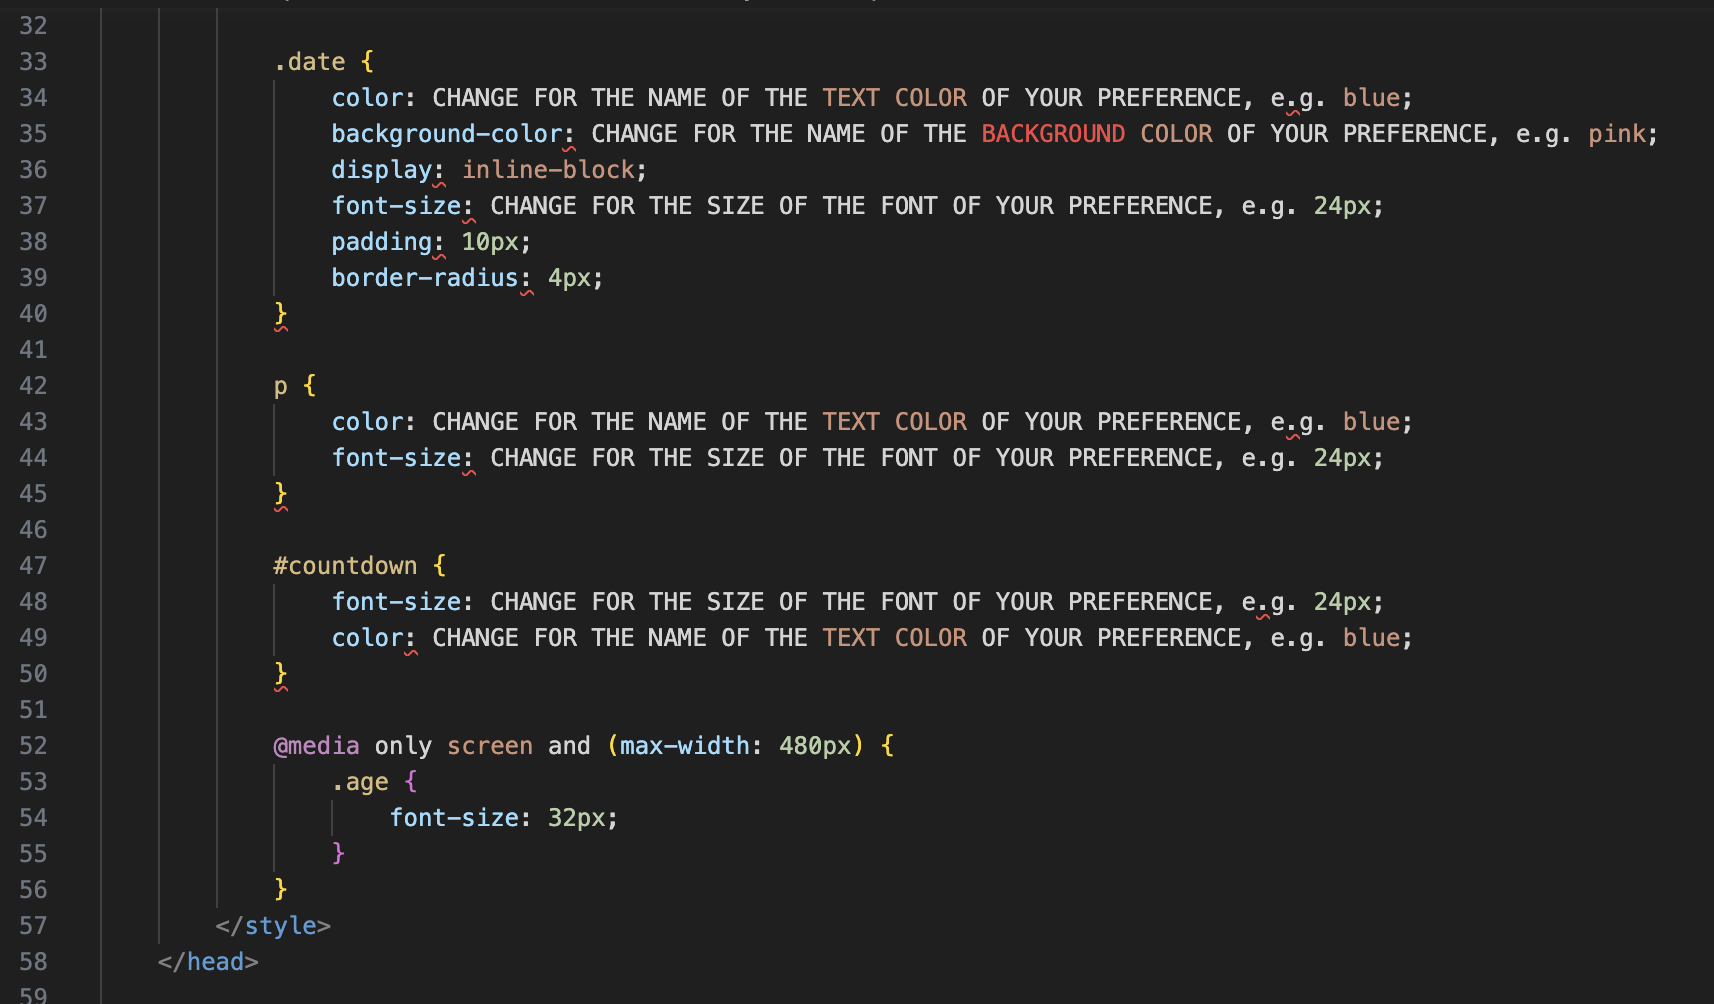 32
33 .date {
34 color: CHANGE FOR THE NAME OF THE TEXT COLOR OF YOUR PREFERENCE, e.g. blue;
35 background-color: CHANGE FOR THE NAME OF THE BACKGROUND COLOR OF YOUR PREFERENCE, e.g. pink;
36 display: inline-block;
37 font-size: CHANGE FOR THE SIZE OF THE FONT OF YOUR PREFERENCE, e.g. 24px;
38 padding: 10px;
39 border-radius: 4px;
40 }
41
42 p {
43 color: CHANGE FOR THE NAME OF THE TEXT COLOR OF YOUR PREFERENCE, e.g. blue;
44 font-size: CHANGE FOR THE SIZE OF THE FONT OF YOUR PREFERENCE, e.g. 24px;
45 }
46
47 #countdown {
48 font-size: CHANGE FOR THE SIZE OF THE FONT OF YOUR PREFERENCE, e.g. 24px;
49 color: CHANGE FOR THE NAME OF THE TEXT COLOR OF YOUR PREFERENCE, e.g. blue;
50 }
51
52 @media only screen and (max-width: 480px) {
53 .age {
54 font-size: 32px;
55 }
56 }
57 </style>
58 </head>
59